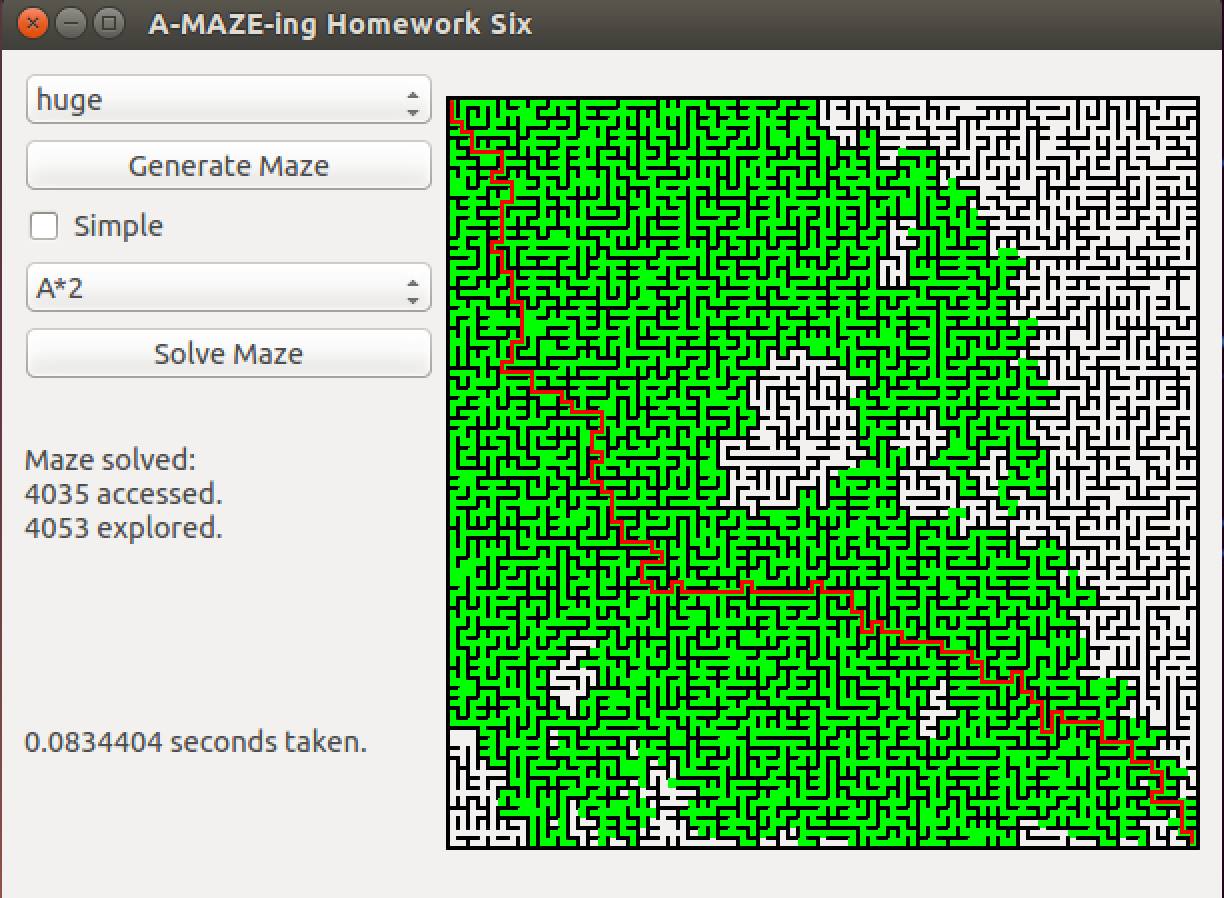 A-MAZE-ing Homework Six
huge
Generate Maze
Simple
A*2
Solve Maze
Maze solved:
4035 accessed.
4053 explored.
0.0834404 seconds taken.